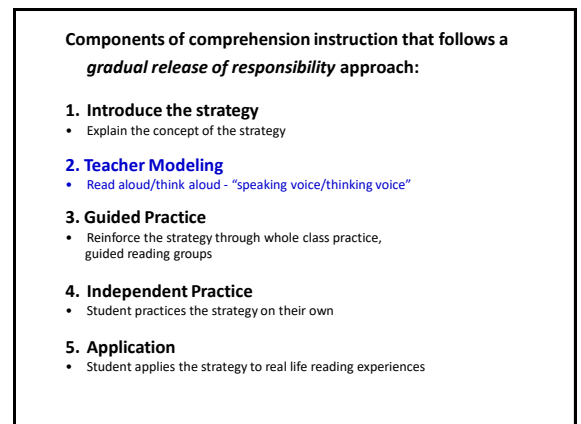 Components of comprehension instruction that follows a
gradual release of responsibility approach:
1. Introduce the strategy
• Explain the concept of the strategy
2. Teacher Modeling
• Read aloud/think aloud - “speaking voice/thinking voice”
3. Guided Practice
• Reinforce the strategy through whole class practice,
guided reading groups
4. Independent Practice
• Student practices the strategy on their own
5. Application
• Student applies the strategy to real life reading experiences